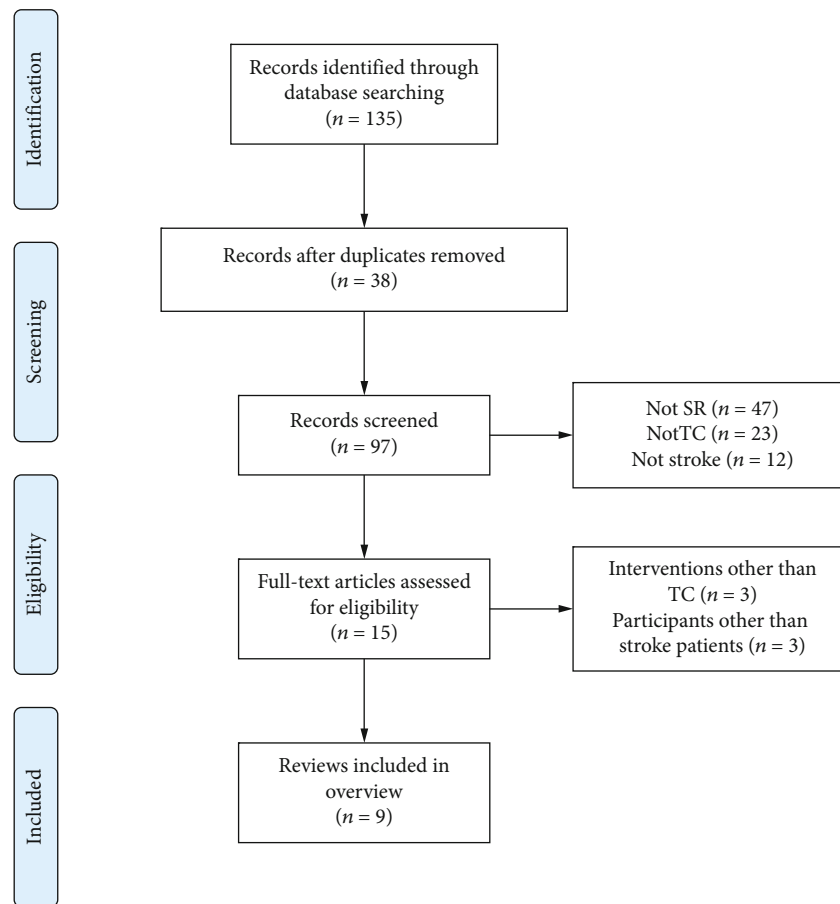 Identification
Records identified through
database searching
(n = 135)
Records after duplicates removed
(n = 38)
Screening
Records screened
(n = 97)
Not SR (n = 47)
NotTC (n = 23)
Not stroke (n = 12)
Eligibility
Full-text articles assessed
for eligibility
(n = 15)
Interventions other than
TC (n = 3)
Participants other than
stroke patients (n = 3)
Included
Reviews included in
overview
(n = 9)